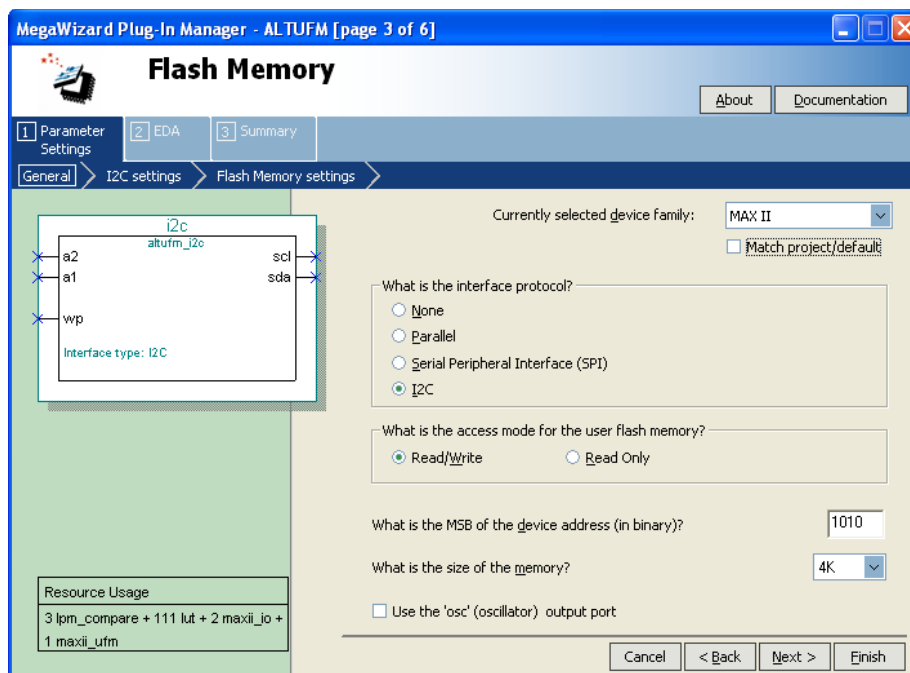 MegaWizard Plug-In Manager - ALTUFM [page 3 of 6]
Flash Memory
About
Documentation
1 Parameter Settings
2 EDA
3 Summary
General
I2C settings
Flash Memory settings
i2c
altufm_i2c
a2
scl
a1
sda
wp
Interface type: I2C
Resource Usage
3 lpm_compare + 111 lut + 2 maxii_io +
1 maxii_ufm
Currently selected device family:
MAX II
Match project/default
What is the interface protocol?
None
Parallel
Serial Peripheral Interface (SPI)
I2C
What is the access mode for the user flash memory?
Read/Write
Read Only
What is the MSB of the device address (in binary)?
1010
What is the size of the memory?
4K
Use the 'osc' (oscillator) output port
Cancel
< Back
Next >
Finish